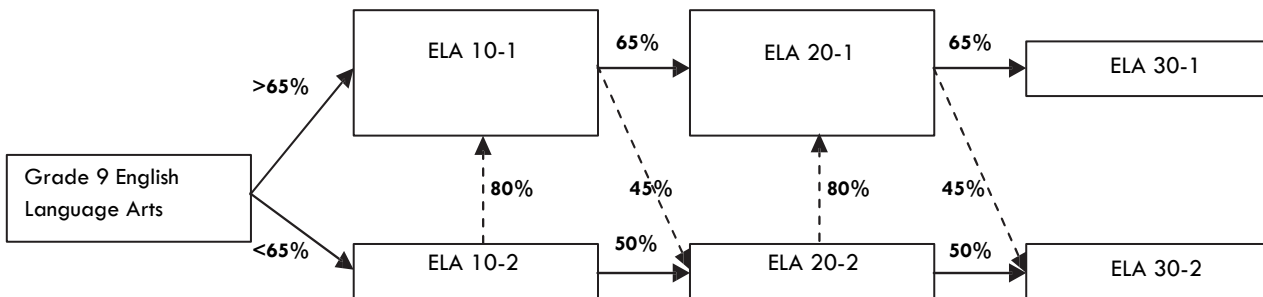 ELA 10-1
65%
ELA 20-1
65%
ELA 30-1
>65%
Grade 9 English
Language Arts
80%
45%
80%
45%
<65%
ELA 10-2
50%
ELA 20-2
50%
ELA 30-2